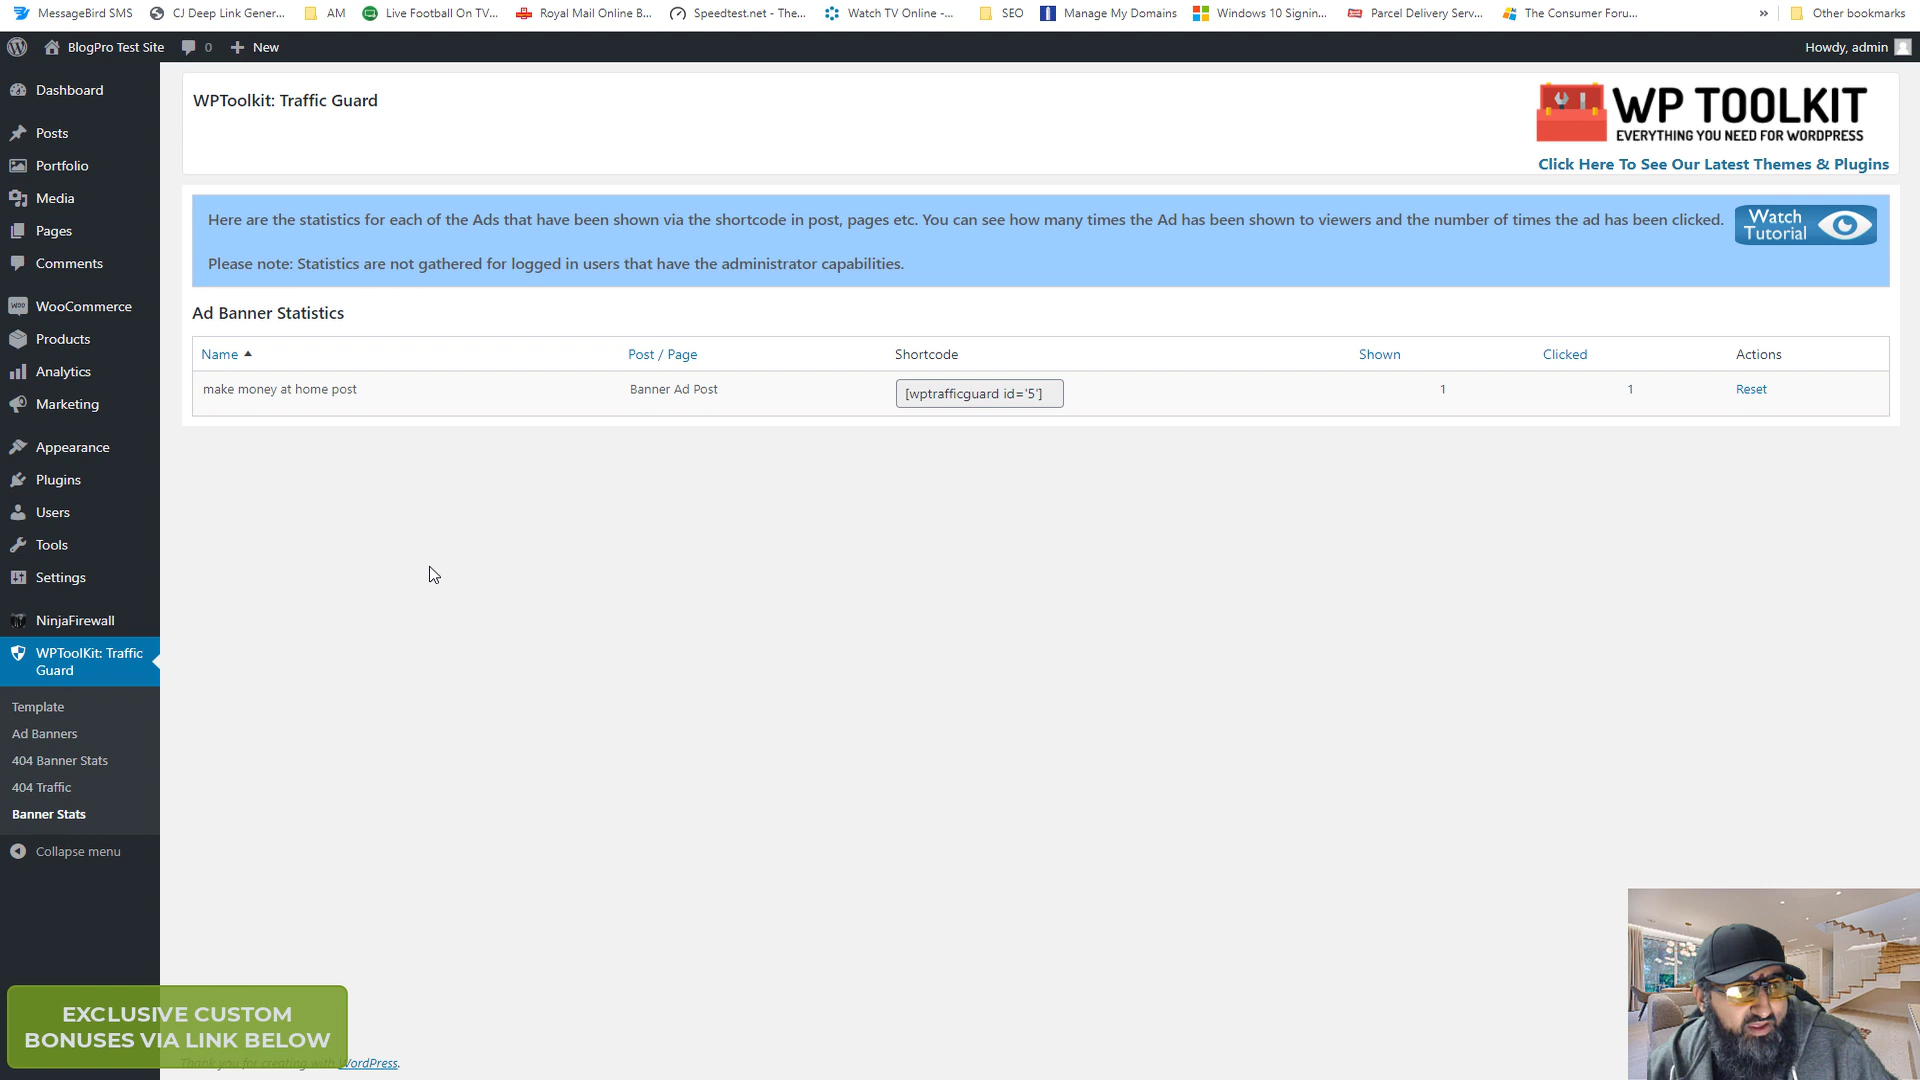 MessageBird SMS
CJ Deep Link Gener...
AM
Live Football On TV...
Royal Mail Online B...
Speedtest.net - The...
Watch TV Online -...
SEO
Manage My Domains
Windows 10 Signin...
Parcel Delivery Serv...
The Consumer Foru...
»
Other bookmarks
BlogPro Test Site
0
New
Howdy, admin
Dashboard
Posts
Portfolio
Media
Pages
Comments
WooCommerce
Products
Analytics
Marketing
Appearance
Plugins
Users
Tools
Settings
NinjaFirewall
WPToolKit: Traffic
Guard
Template
Ad Banners
404 Banner Stats
404 Traffic
Banner Stats
Collapse menu
WPToolkit: Traffic Guard
WP TOOLKIT
EVERYTHING YOU NEED FOR WORDPRESS
Click Here To See Our Latest Themes & Plugins
Here are the statistics for each of the Ads that have been shown via the shortcode in post, pages etc. You can see how many times the Ad has been shown to viewers and the number of times the ad has been clicked.
Watch
Tutorial
Please note: Statistics are not gathered for logged in users that have the administrator capabilities.
Ad Banner Statistics
Name Post / Page Shortcode Shown Clicked Actions
make money at home post Banner Ad Post [wptrafficguard id='5'] 1 1 Reset
EXCLUSIVE CUSTOM
BONUSES VIA LINK BELOW
Thank you for creating with WordPress.